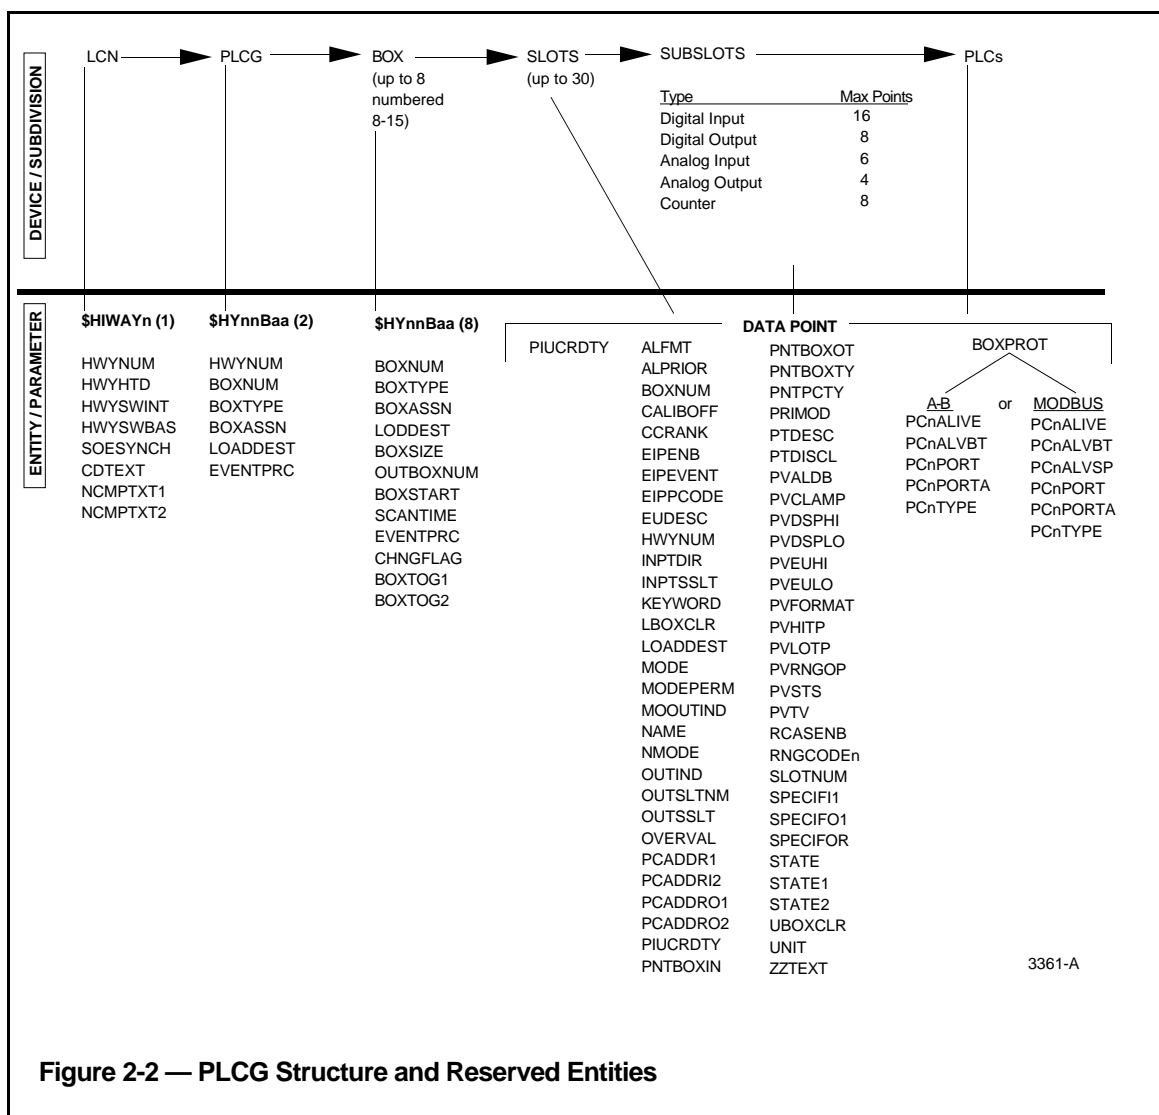 DEVICE / SUBDIVISION
LCN
PLCG
BOX
(up to 8
numbered
8-15)
SLOTS
(up to 30)
SUBSLOTS
PLCs
Type Max Points
Digital Input 16
Digital Output 8
Analog Input 6
Analog Output 4
Counter 8
ENTITY / PARAMETER
$HIWAYn (1)
HWYNUM
HWYHTD
HWYSWINT
HWYSWBAS
SOESYNCH
CDTEXT
NCMPTXT1
NCMPTXT2
$HYnnBaa (2)
HWYNUM
BOXNUM
BOXTYPE
BOXASSN
LOADDEST
EVENTPRC
$HYnnBaa (8)
BOXNUM
BOXTYPE
BOXASSN
LODDEST
BOXSIZE
OUTBOXNUM
BOXSTART
SCANTIME
EVENTPRC
CHNGFLAG
BOXTOG1
BOXTOG2
DATA POINT
PIUCRDTY
ALFMT
ALPRIOR
BOXNUM
CALIBOFF
CCRANK
EIPENB
EIPEVENT
EIPPCODE
EUDESC
HWYNUM
INPTDIR
INPTSSLT
KEYWORD
LBOXCLR
LOADDEST
MODE
MODEPERM
MOOUTIND
NAME
NMODE
OUTIND
OUTSLTNM
OUTSSLT
OVERVAL
PCADDR1
PCADDRI2
PCADDRO1
PCADDRO2
PIUCRDTY
PNTBOXIN
PNTBOXOT
PNTBOXTY
PNTPCTY
PRIMOD
PTDESC
PTDISCL
PVALDB
PVCLAMP
PVDSPHI
PVDSPLO
PVEUHI
PVEULO
PVFORMAT
PVHITP
PVLOTP
PVRNGOP
PVSTS
PVTV
RCASENB
RNGCODEn
SLOTNUM
SPECIFI1
SPECIFO1
SPECIFOR
STATE
STATE1
STATE2
UBOXCLR
UNIT
ZZTEXT
BOXPROT
A-B or MODBUS
PCnALIVE
PCnALVBT
PCnPORT
PCnPORTA
PCnTYPE
PCnALIVE
PCnALVBT
PCnALVSP
PCnPORT
PCnPORTA
PCnTYPE
3361-A
Figure 2-2 — PLCG Structure and Reserved Entities